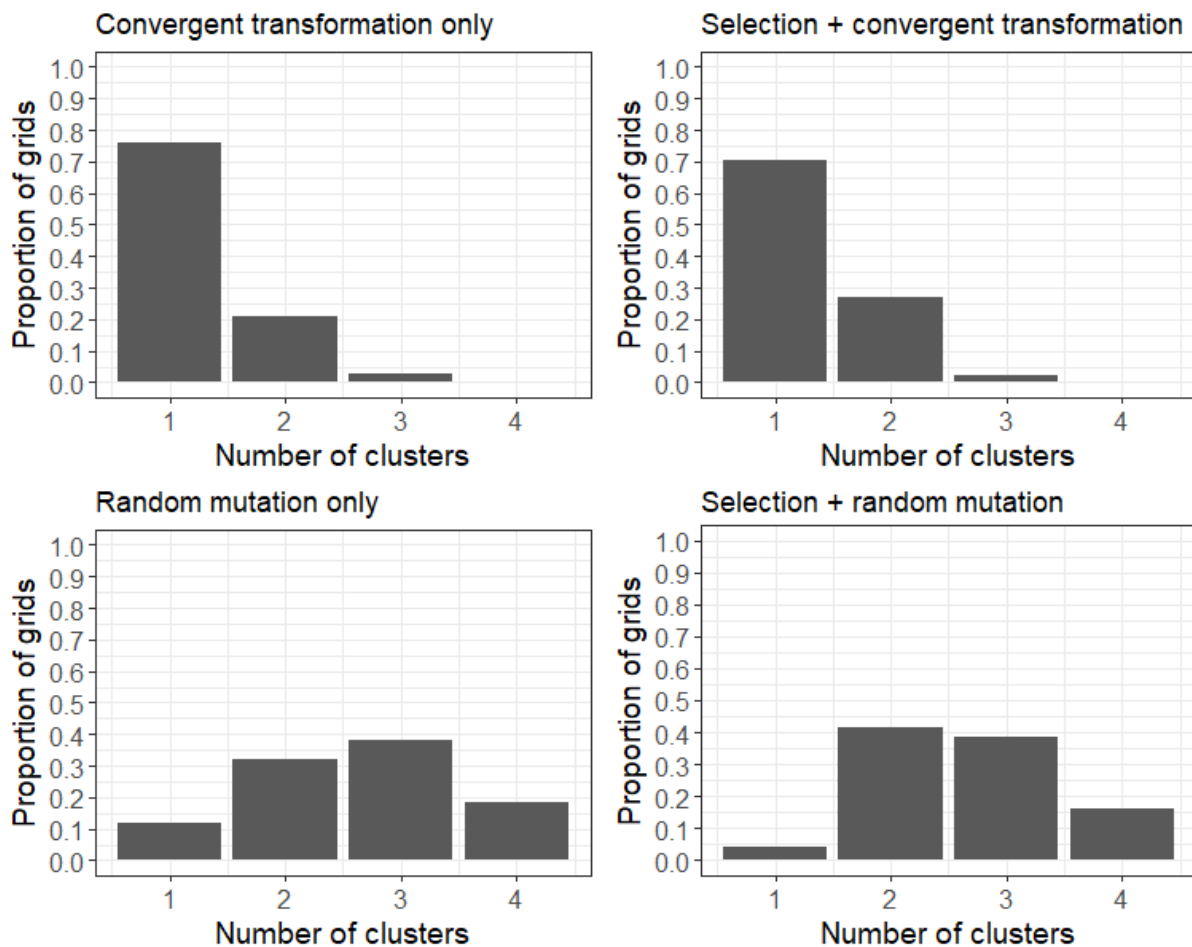 Convergent transformation only
Proportion of grids
1.0
0.9
0.8
0.7
0.6
0.5
0.4
0.3
0.2
0.1
0.0
1 2 3 4
Number of clusters
Selection + convergent transformation
Proportion of grids
1.0
0.9
0.8
0.7
0.6
0.5
0.4
0.3
0.2
0.1
0.0
1 2 3 4
Number of clusters
Random mutation only
Proportion of grids
1.0
0.9
0.8
0.7
0.6
0.5
0.4
0.3
0.2
0.1
0.0
1 2 3 4
Number of clusters
Selection + random mutation
Proportion of grids
1.0
0.9
0.8
0.7
0.6
0.5
0.4
0.3
0.2
0.1
0.0
1 2 3 4
Number of clusters